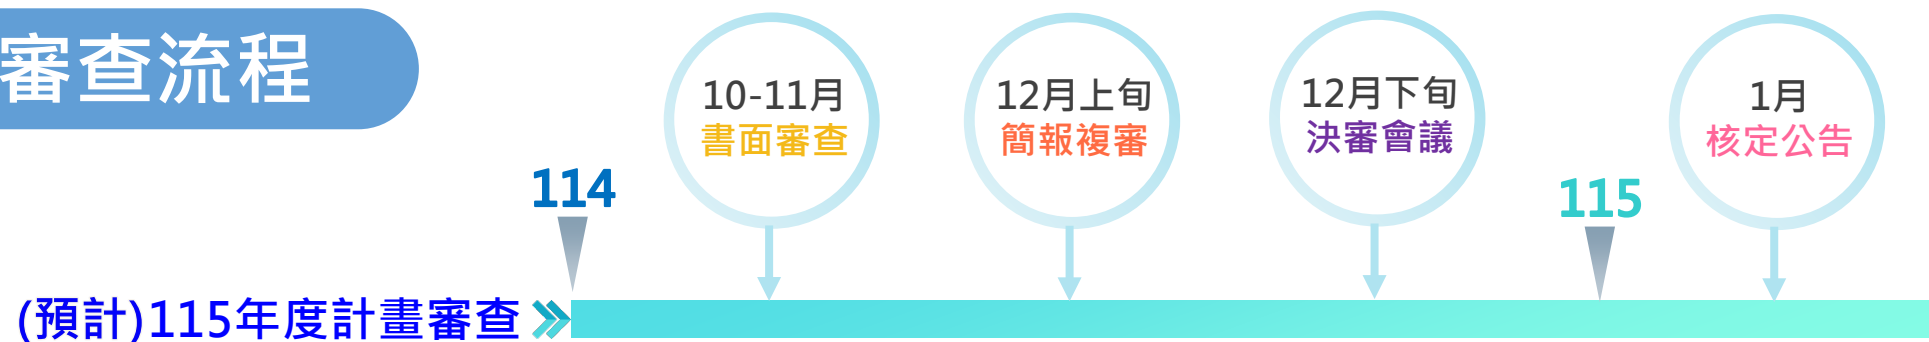 審查流程
10-11月
書面審查
12月上旬
簡報複審
12月下旬
決審會議
1月
核定公告
114
115
(預計)115年度計畫審查